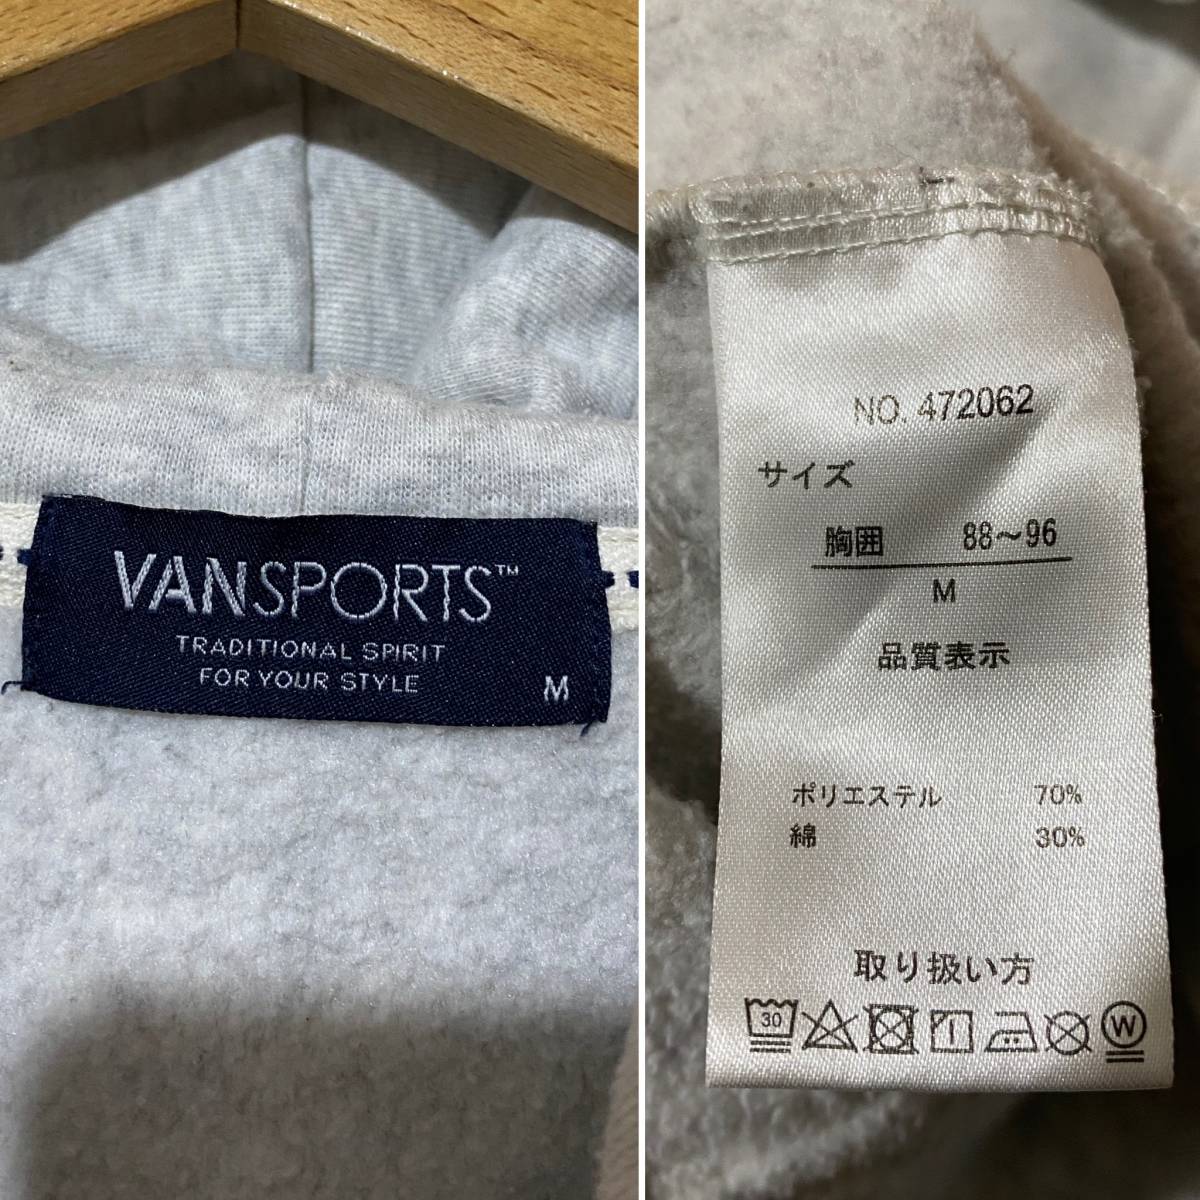 VANSPORTS™
TRADITIONAL SPIRIT
FOR YOUR STYLE
M
NO. 472062
サイズ
胸囲 88～96
M
品質表示
ポリエステル 70%
綿 30%
取り扱い方
30
W